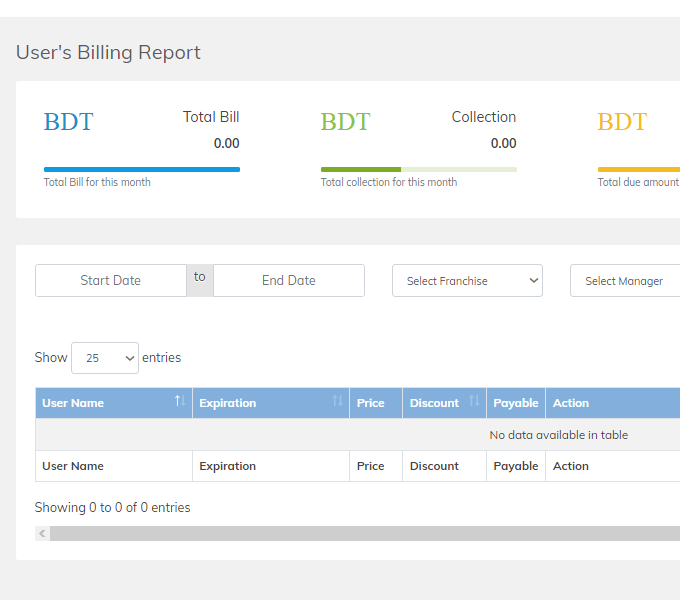 User's Billing Report
BDT Total Bill
0.00
Total Bill for this month
BDT Collection
0.00
Total collection for this month
BDT
Total due amount
Start Date to End Date Select Franchise Select Manager
Show 25 entries
User Name Expiration Price Discount Payable Action
No data available in table
User Name Expiration Price Discount Payable Action
Showing 0 to 0 of 0 entries